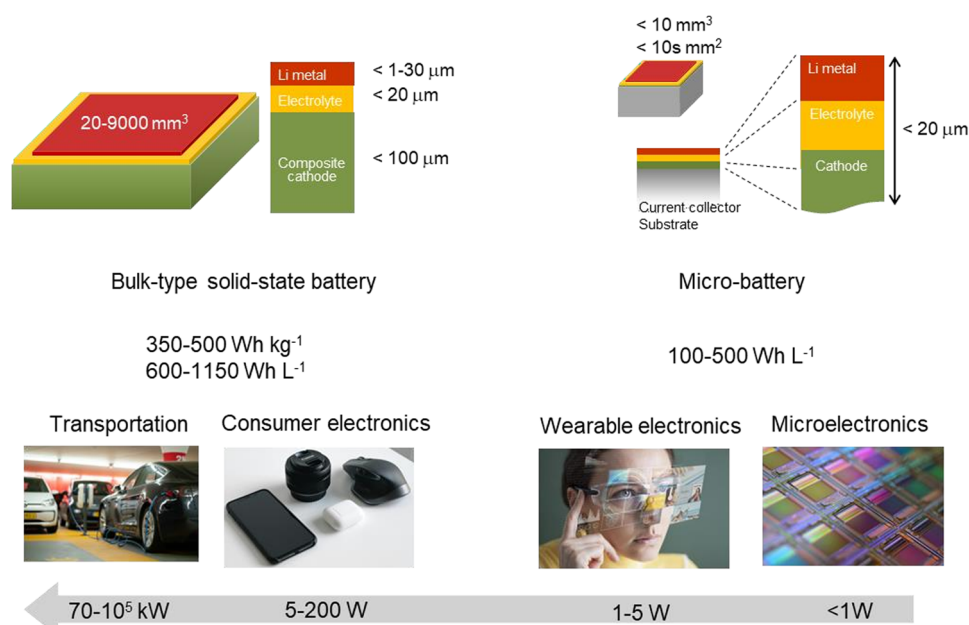 20-9000 mm³
Li metal
< 1-30 μm
Electrolyte
< 20 μm
Composite
cathode
< 100 μm
< 10 mm³
< 10s mm²
Li metal
Electrolyte
Cathode
< 20 μm
Current collector
Substrate
Bulk-type solid-state battery
Micro-battery
350-500 Wh kg⁻¹
600-1150 Wh L⁻¹
100-500 Wh L⁻¹
Transportation
Consumer electronics
Wearable electronics
Microelectronics
70-10⁵ kW
5-200 W
1-5 W
<1W